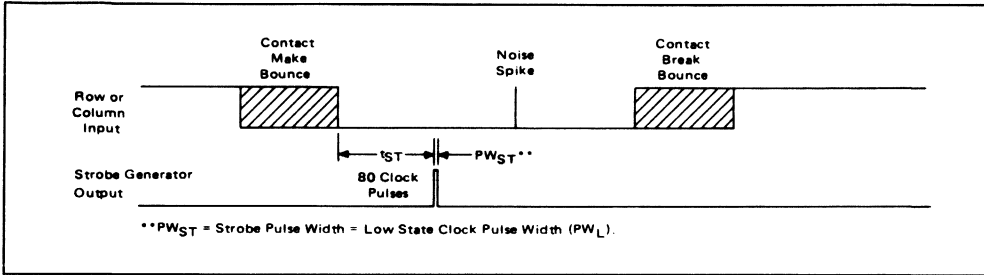 Contact
Make
Bounce
Noise
Spike
Contact
Break
Bounce
Row or
Column
Input
tST
PWST**
Strobe Generator
Output
80 Clock
Pulses
**PWST = Strobe Pulse Width = Low State Clock Pulse Width (PWL).